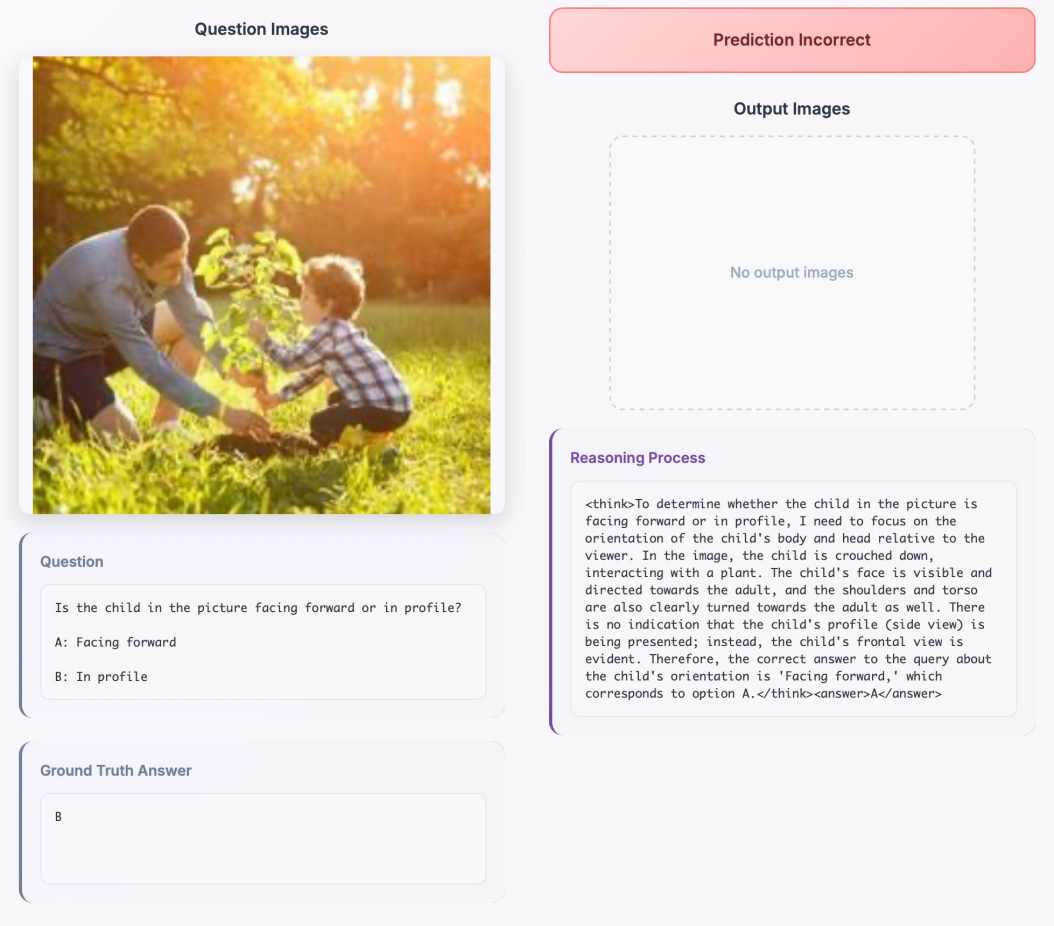 Question Images
Question
Is the child in the picture facing forward or in profile?
A: Facing forward
B: In profile
Ground Truth Answer
B
Prediction Incorrect
Output Images
No output images
Reasoning Process
<think>To determine whether the child in the picture is
facing forward or in profile, I need to focus on the
orientation of the child's body and head relative to the
viewer. In the image, the child is crouched down,
interacting with a plant. The child's face is visible and
directed towards the adult, and the shoulders and torso
are also clearly turned towards the adult as well. There
is no indication that the child's profile (side view) is
being presented; instead, the child's frontal view is
evident. Therefore, the correct answer to the query about
the child's orientation is 'Facing forward,' which
corresponds to option A.</think><answer>A</answer>